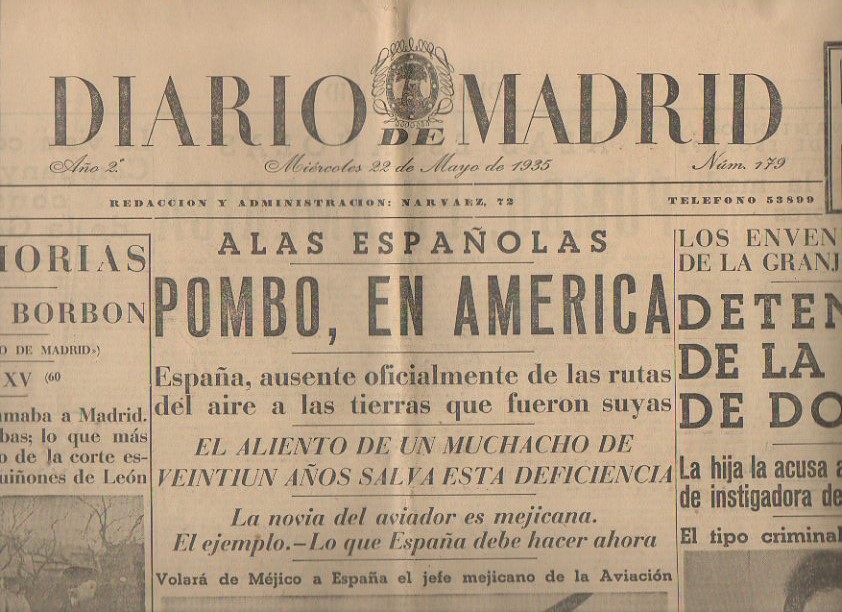 DIARIO DE MADRID
Año 2.º Miércoles 22 de Mayo de 1935 Núm. 179
REDACCION Y ADMINISTRACION: NARVAEZ, 72 TELEFONO 53899
BORBON
O DE MADRID»)
XV (60
amaba a Madrid.
bas; lo que más
o de la corte es-
uiñones de León
ALAS ESPAÑOLAS
POMBO, EN AMERICA
España, ausente oficialmente de las rutas
del aire a las tierras que fueron suyas
EL ALIENTO DE UN MUCHACHO DE
VEINTIUN AÑOS SALVA ESTA DEFICIENCIA
La novia del aviador es mejicana.
El ejemplo.—Lo que España debe hacer ahora
Volará de Méjico a España el jefe mejicano de la Aviación
LOS ENVEN
DE LA GRANJ
DETEN
DE LA
DE DO
La hija la acusa a
de instigadora de
El tipo criminal